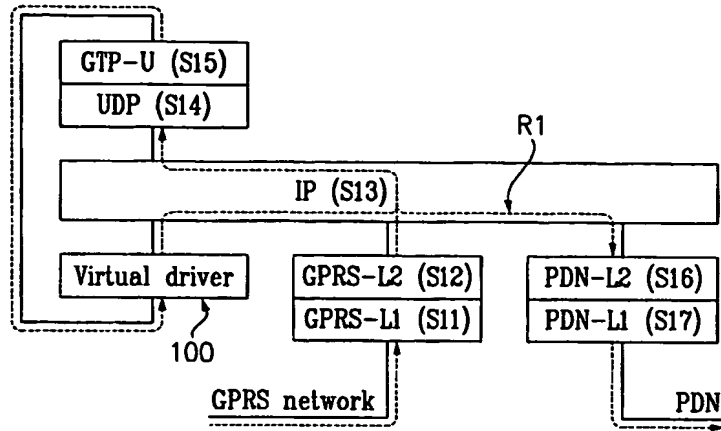 GTP-U (S15)
UDP (S14)
R1
IP (S13)
Virtual driver
GPRS-L2 (S12)
PDN-L2 (S16)
GPRS-L1 (S11)
PDN-L1 (S17)
100
GPRS network
PDN